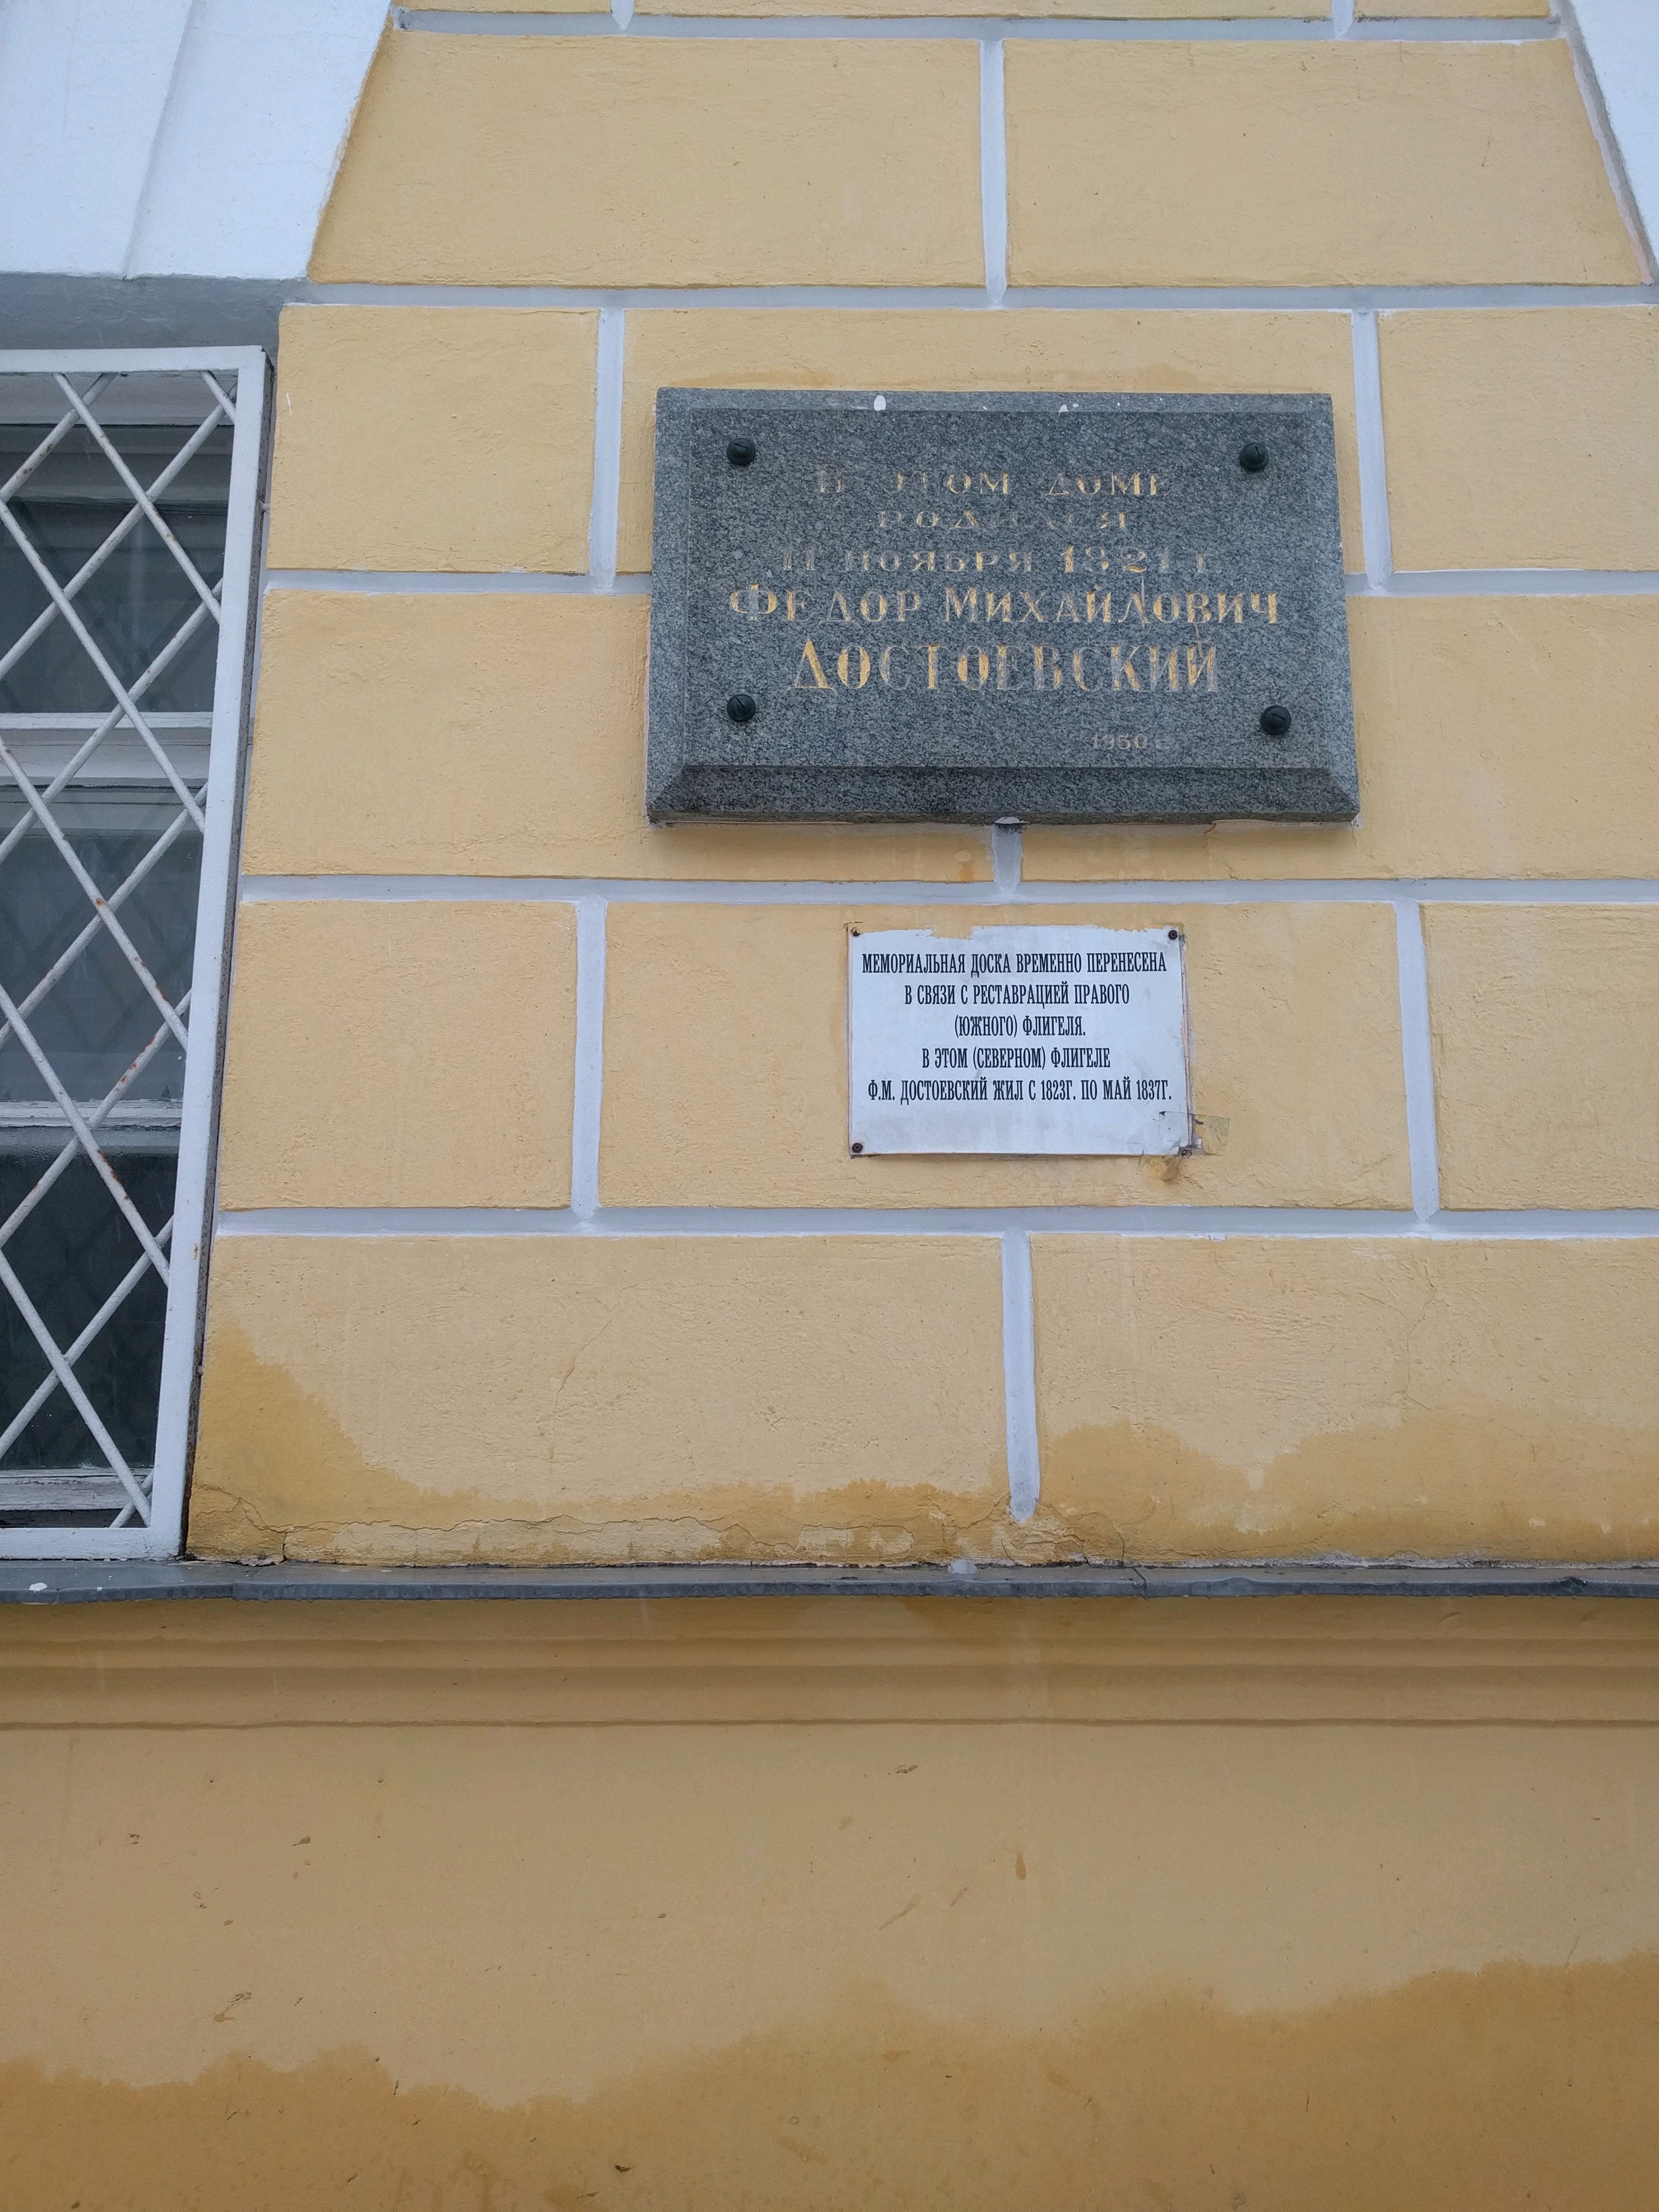 В ЭТОМ ДОМЕ
РОДИЛСЯ
11 НОЯБРЯ 1821 Г.
ФЕДОР МИХАЙЛОВИЧ
ДОСТОЕВСКИЙ
1950 г.
МЕМОРИАЛЬНАЯ ДОСКА ВРЕМЕННО ПЕРЕНЕСЕНА
В СВЯЗИ С РЕСТАВРАЦИЕЙ ПРАВОГО
(ЮЖНОГО) ФЛИГЕЛЯ.
В ЭТОМ (СЕВЕРНОМ) ФЛИГЕЛЕ
Ф.М. ДОСТОЕВСКИЙ ЖИЛ С 1823Г. ПО МАЙ 1837Г.